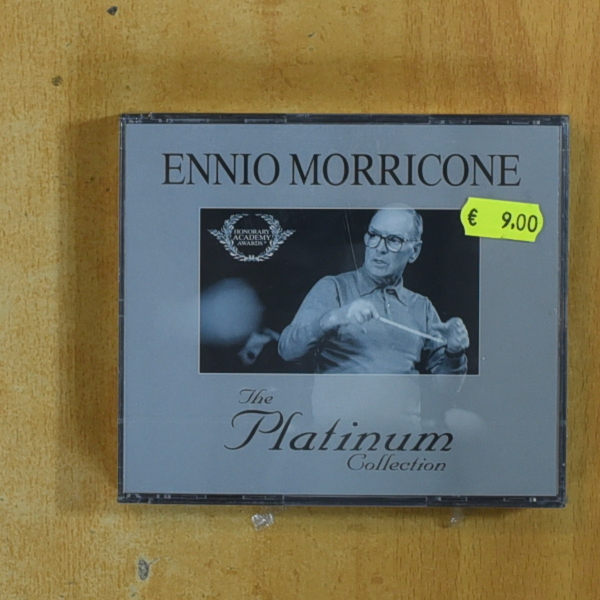 ENNIO MORRICONE
€ 9.00
HONORARY
ACADEMY
AWARDS
The
Platinum
Collection